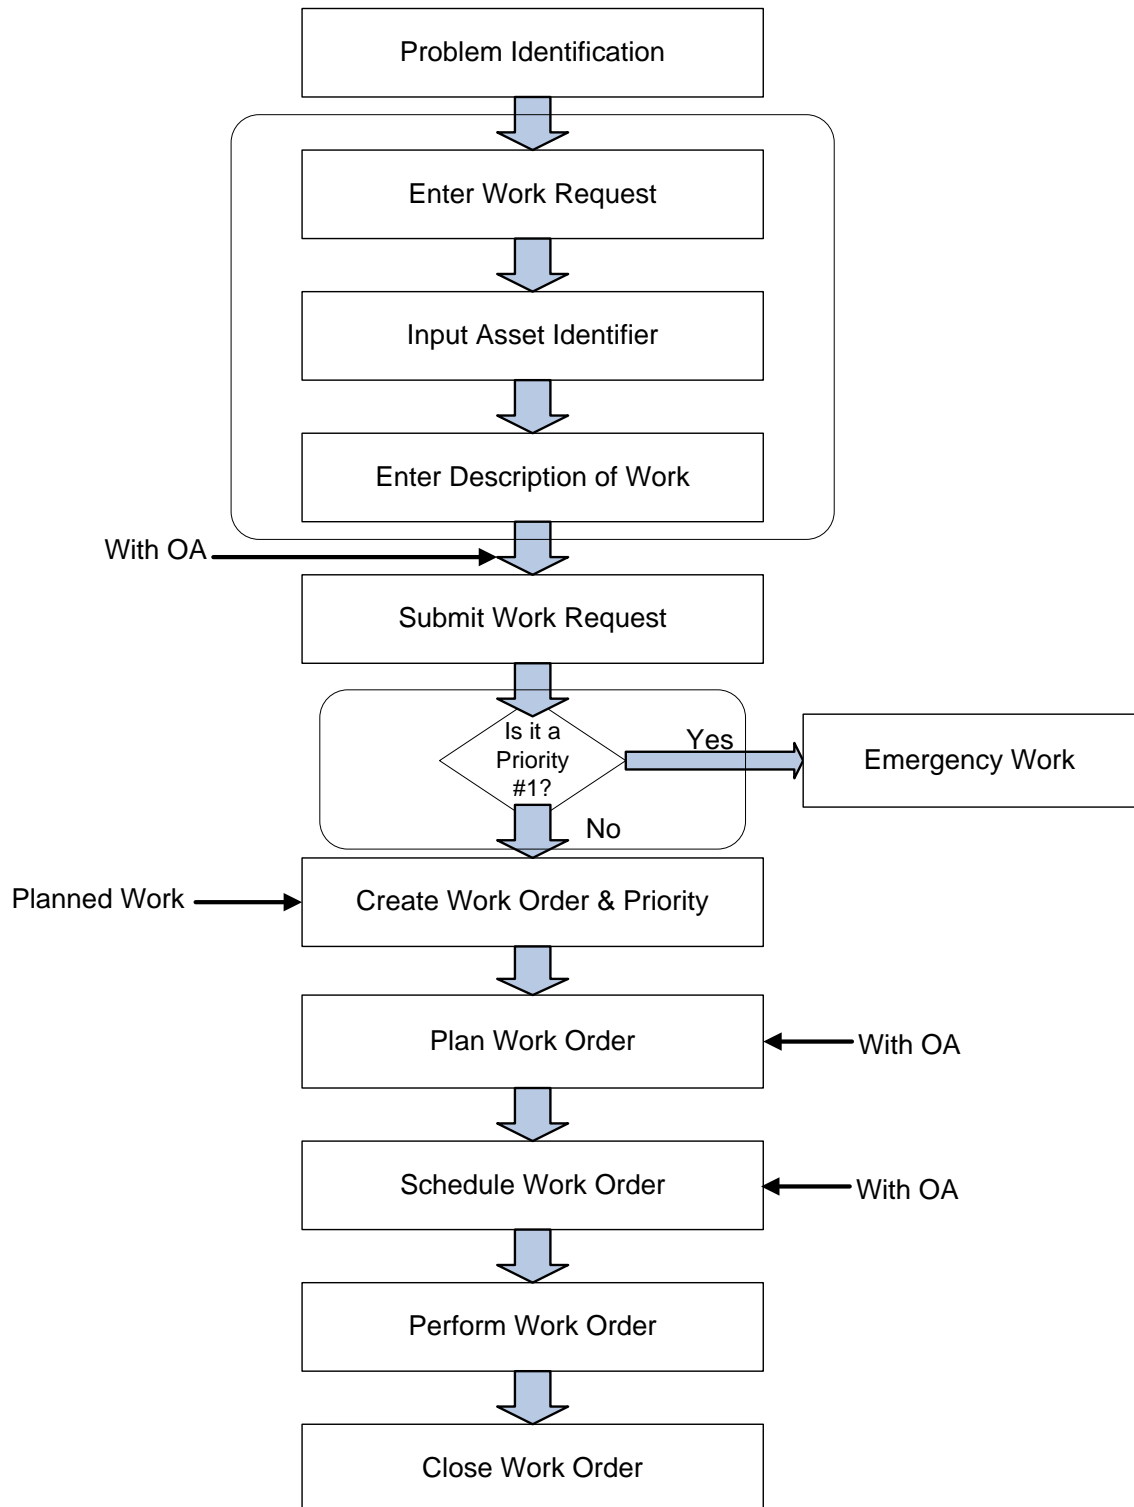 Problem Identification
Enter Work Request
Input Asset Identifier
Enter Description of Work
With OA
Submit Work Request
Is it a
Priority
#1?
Yes
Emergency Work
No
Planned Work
Create Work Order & Priority
Plan Work Order
With OA
Schedule Work Order
With OA
Perform Work Order
Close Work Order